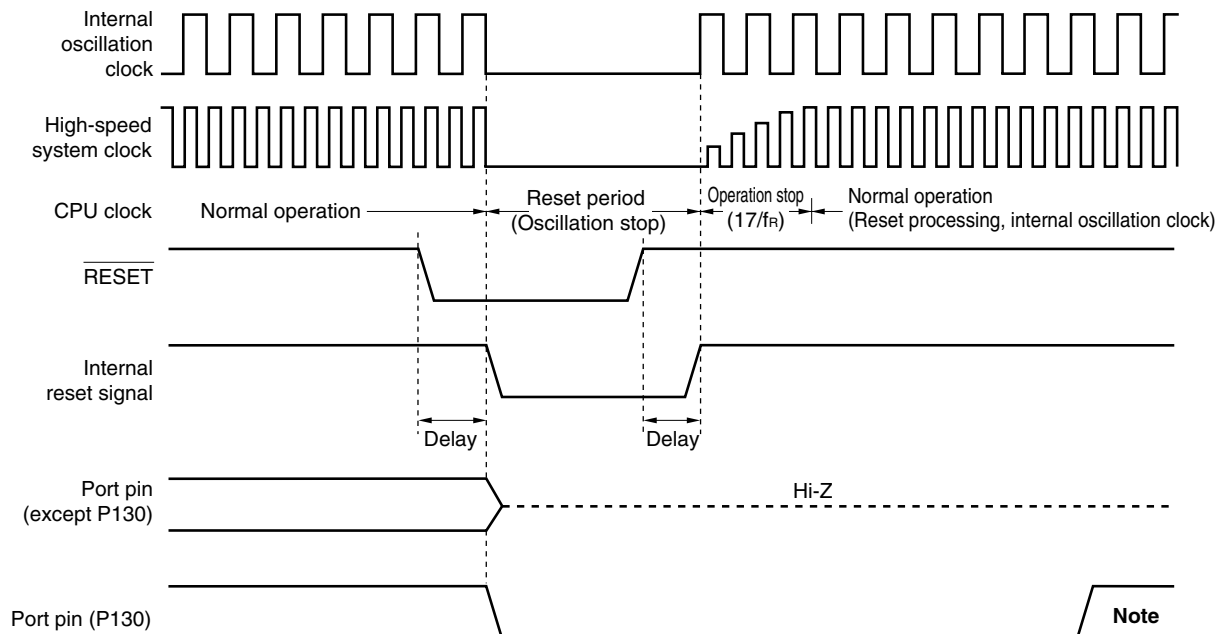 Internal
oscillation
clock
High-speed
system clock
CPU clock
Normal operation
Reset period
(Oscillation stop)
Operation stop
(17/fR)
Normal operation
(Reset processing, internal oscillation clock)
RESET
Internal
reset signal
Delay
Delay
Port pin
(except P130)
Hi-Z
Port pin (P130)
Note